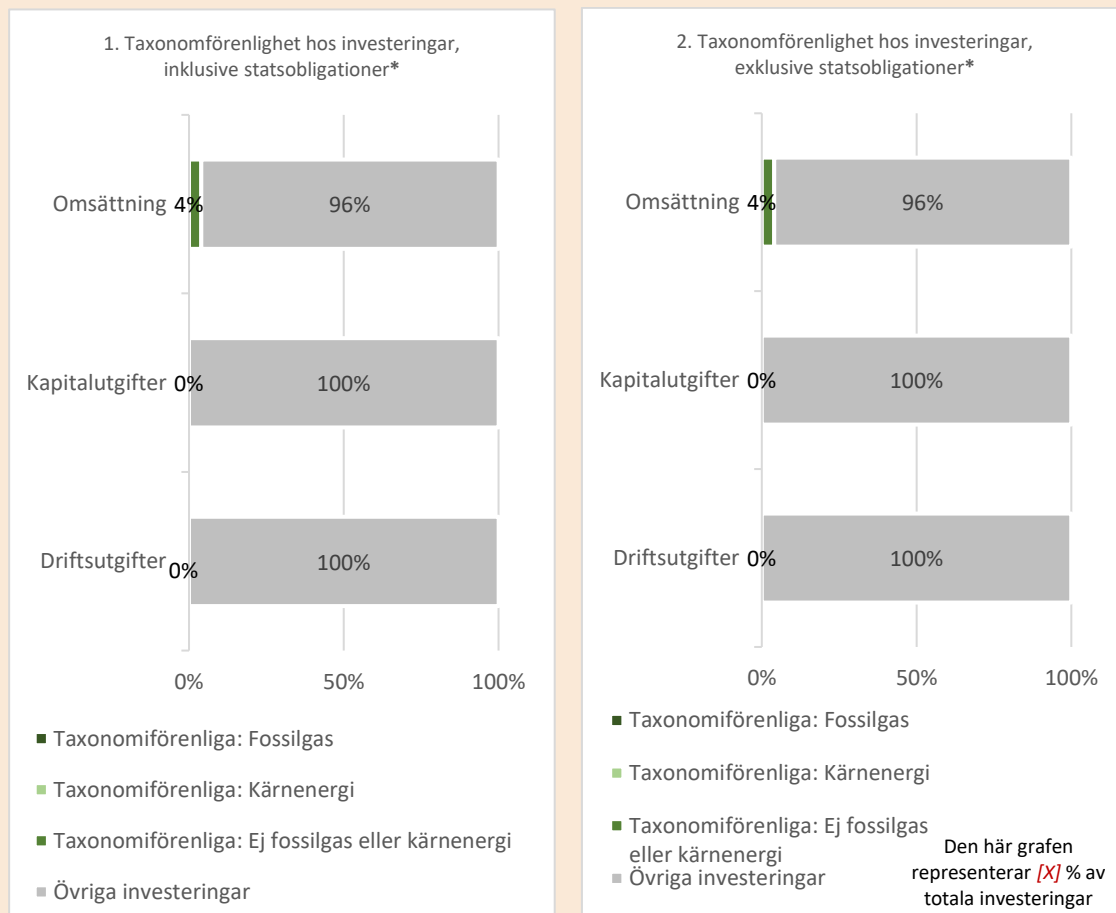 1. Taxonomförenlighet hos investeringar,
inklusive statsobligationer*
Omsättning 4% 96%
Kapitalutgifter 0% 100%
Driftsutgifter 0% 100%
0% 50% 100%
Taxonomiförenliga: Fossilgas
Taxonomiförenliga: Kärnenergi
Taxonomiförenliga: Ej fossilgas eller kärnenergi
Övriga investeringar
2. Taxonomförenlighet hos investeringar,
exklusive statsobligationer*
Omsättning 4% 96%
Kapitalutgifter 0% 100%
Driftsutgifter 0% 100%
0% 50% 100%
Taxonomiförenliga: Fossilgas
Taxonomiförenliga: Kärnenergi
Taxonomiförenliga: Ej fossilgas
eller kärnenergi
Övriga investeringar
Den här grafen
representerar [X] % av
totala investeringar